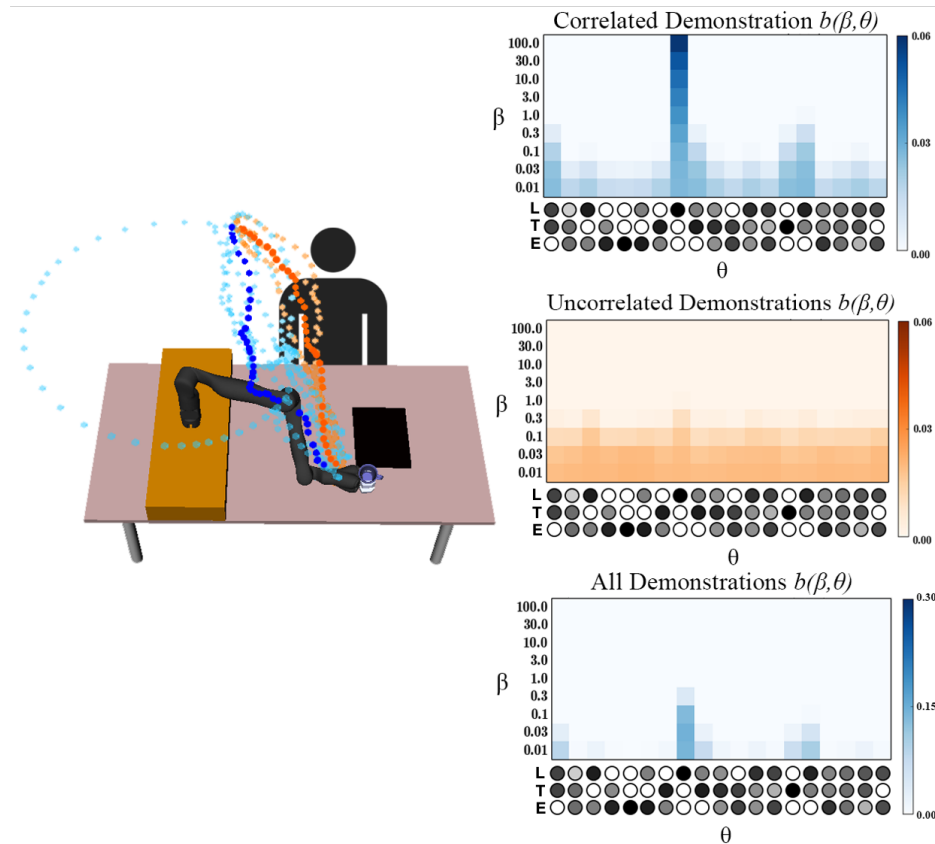 Correlated Demonstration b(β,θ)
β
100.0
30.0
10.0
3.0
1.0
0.3
0.1
0.03
0.01
L
T
E
θ
0.06
0.03
0.00
Uncorrelated Demonstrations b(β,θ)
β
100.0
30.0
10.0
3.0
1.0
0.3
0.1
0.03
0.01
L
T
E
θ
0.06
0.03
0.00
All Demonstrations b(β,θ)
β
100.0
30.0
10.0
3.0
1.0
0.3
0.1
0.03
0.01
L
T
E
θ
0.30
0.15
0.00